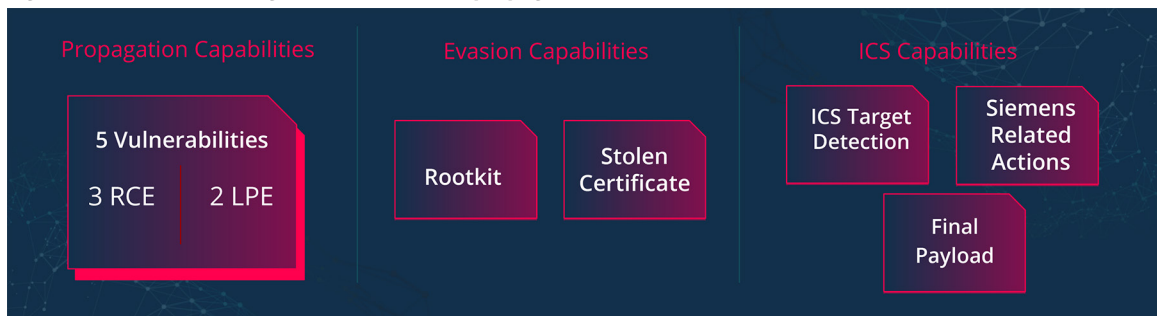 Propagation Capabilities
5 Vulnerabilities
3 RCE
2 LPE
Evasion Capabilities
Rootkit
Stolen
Certificate
ICS Capabilities
ICS Target
Detection
Siemens
Related
Actions
Final
Payload